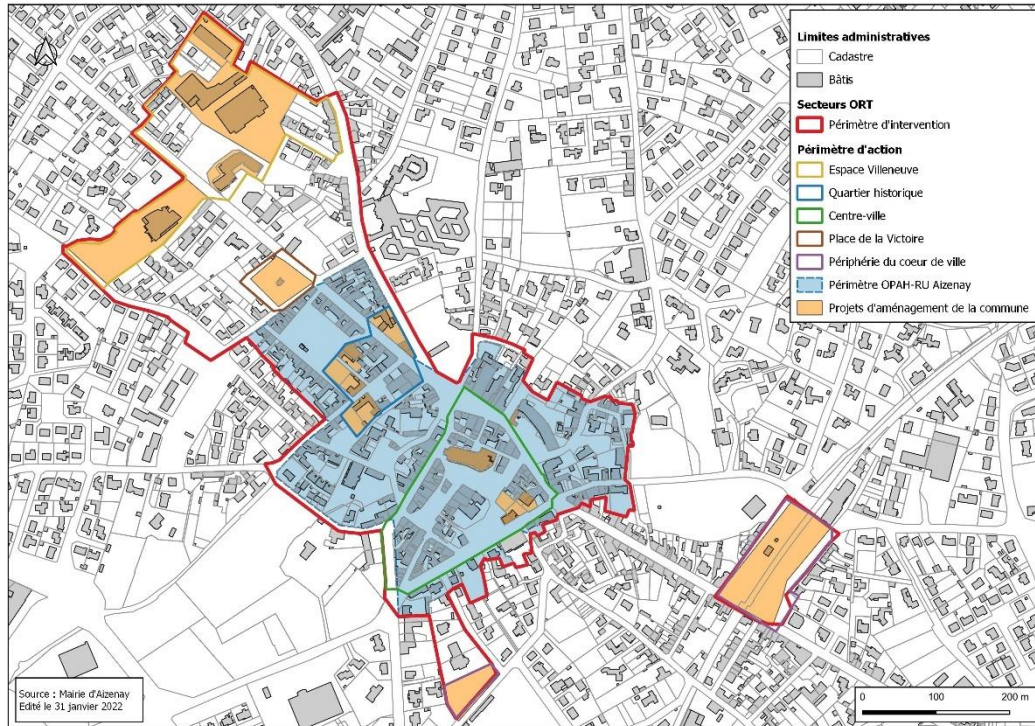 Limites administratives
Cadastre
Bâtis
Secteurs ORT
Périmètre d'intervention
Périmètre d'action
Espace Villeneuve
Quartier historique
Centre-ville
Place de la Victoire
Périphérie du coeur de ville
Périmètre OPAH-RU Aizenay
Projets d'aménagement de la commune
Source : Mairie d'Aizenay
Edité le 31 janvier 2022
0 100 200 m